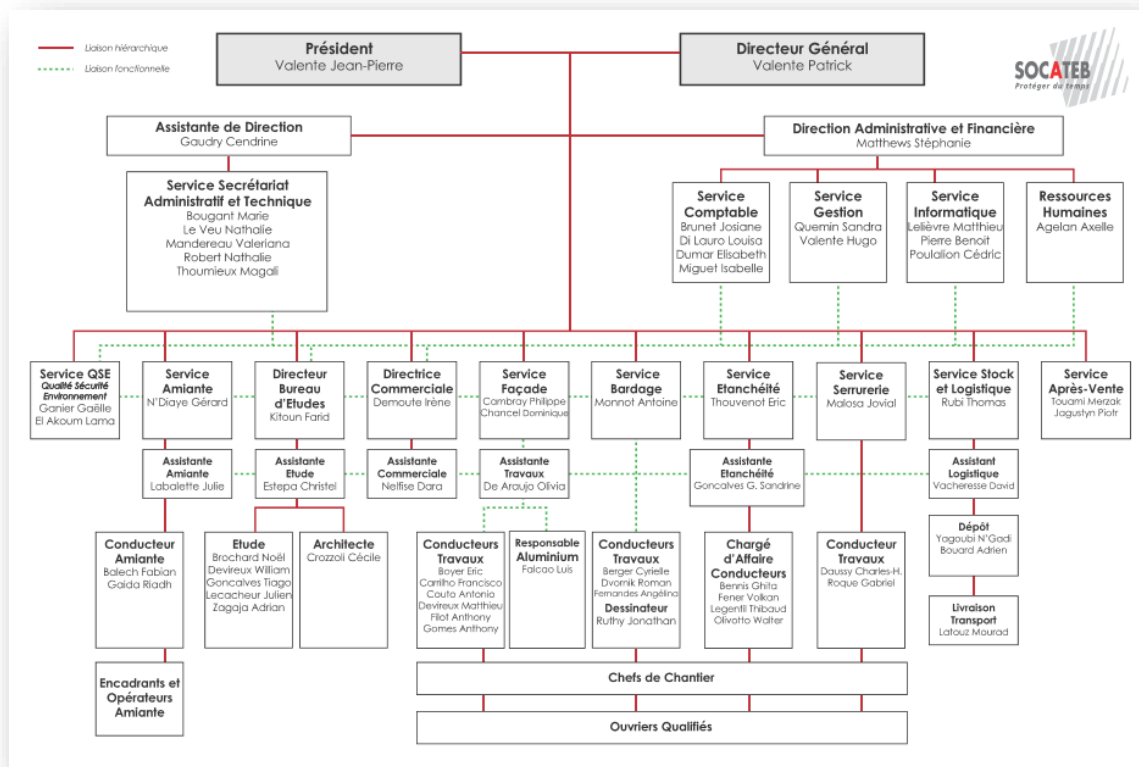 Liaison hiérarchique
Liaison fonctionnelle
Président
Valente Jean-Pierre
Directeur Général
Valente Patrick
SOCATEB
Protéger du temps
Assistante de Direction
Gaudry Cendrine
Direction Administrative et Financière
Matthews Stéphanie
Service Secrétariat
Administratif et Technique
Bougant Marie
Le Veu Nathalie
Mandereau Valeriana
Robert Nathalie
Thoumieux Magali
Service
Comptable
Brunet Josiane
Di Lauro Louisa
Dumar Elisabeth
Miguet Isabelle
Service
Gestion
Quemin Sandra
Valente Hugo
Service
Informatique
Lelièvre Matthieu
Pierre Benoit
Poulalion Cédric
Ressources
Humaines
Agelan Axelle
Service QSE
Qualité Sécurité
Environnement
Ganier Gaëlle
El Akoum Lama
Service
Amiante
N'Diaye Gérard
Directeur
Bureau
d'Etudes
Kitoun Farid
Directrice
Commerciale
Demoute Irène
Service
Façade
Cambray Philippe
Chancel Dominique
Service
Bardage
Monnot Antoine
Service
Etanchéité
Thouvenot Eric
Service
Serrurerie
Malosa Jovial
Service Stock
et Logistique
Rubi Thomas
Service
Après-Vente
Touami Merzak
Jagustyn Piotr
Assistante
Amiante
Labalette Julie
Assistante
Etude
Estepa Christel
Assistante
Commerciale
Nelfise Dara
Assistante
Travaux
De Araujo Olivia
Assistante
Etanchéité
Goncalves G. Sandrine
Assistant
Logistique
Vacheresse David
Conducteur
Amiante
Balech Fabian
Gaida Riadh
Etude
Brochard Noël
Devireux William
Goncalves Tiago
Lecacheur Julien
Zagaja Adrian
Architecte
Crozzoli Cécile
Conducteurs
Travaux
Boyer Eric
Carrilho Francisco
Couto Antonio
Devireux Matthieu
Filot Anthony
Gomes Anthony
Responsable
Aluminium
Falcao Luis
Conducteurs
Travaux
Berger Cyrielle
Dvornik Roman
Fernandes Angélina
Dessinateur
Ruthy Jonathan
Chargé
d'Affaire
Conducteurs
Bennis Ghita
Fener Volkan
Legentil Thibaud
Olivotto Walter
Conducteur
Travaux
Daussy Charles-H.
Roque Gabriel
Dépôt
Yagoubi N'Gadi
Bouard Adrien
Livraison
Transport
Latouz Mourad
Encadrants et
Opérateurs
Amiante
Chefs de Chantier
Ouvriers Qualifiés